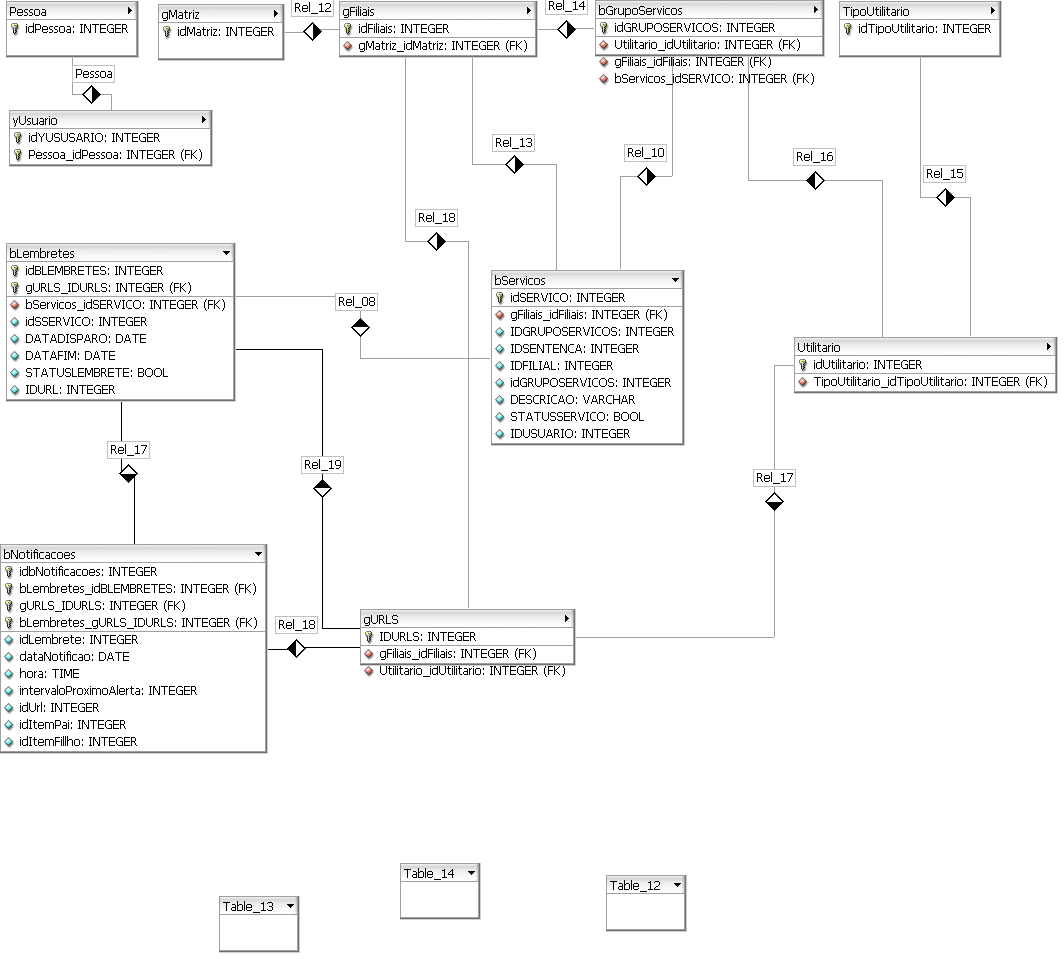 Pessoa
idPessoa: INTEGER
gMatriz
idMatriz: INTEGER
Rel_12
gFiliais
idFiliais: INTEGER
gMatriz_idMatriz: INTEGER (FK)
Rel_14
bGrupoServicos
idGRUPOSERVICOS: INTEGER
Utilitario_idUtilitario: INTEGER (FK)
gFiliais_idFiliais: INTEGER (FK)
bServicos_idSERVICO: INTEGER (FK)
TipoUtilitario
idTipoUtilitario: INTEGER
Pessoa
yUsuario
idYUSUSARIO: INTEGER
Pessoa_idPessoa: INTEGER (FK)
Rel_13
Rel_10
Rel_16
Rel_15
Rel_18
bLembretes
idBLEMBRETES: INTEGER
gURLS_IDURLS: INTEGER (FK)
bServicos_idSERVICO: INTEGER (FK)
idSSERVICO: INTEGER
DATADISPARO: DATE
DATAFIM: DATE
STATUSLEMBRETE: BOOL
IDURL: INTEGER
Rel_08
bServicos
idSERVICO: INTEGER
gFiliais_idFiliais: INTEGER (FK)
IDGRUPOSERVICOS: INTEGER
IDSENTENCA: INTEGER
IDFILIAL: INTEGER
idGRUPOSERVICOS: INTEGER
DESCRICAO: VARCHAR
STATUSSERVICO: BOOL
IDUSUARIO: INTEGER
Utilitario
idUtilitario: INTEGER
TipoUtilitario_idTipoUtilitario: INTEGER (FK)
Rel_17
Rel_19
Rel_17
bNotificacoes
idbNotificacoes: INTEGER
bLembretes_idBLEMBRETES: INTEGER (FK)
gURLS_IDURLS: INTEGER (FK)
bLembretes_gURLS_IDURLS: INTEGER (FK)
idLembrete: INTEGER
dataNotificao: DATE
hora: TIME
intervaloProximoAlerta: INTEGER
idUrl: INTEGER
idItemPai: INTEGER
idItemFillho: INTEGER
Rel_18
gURLS
IDURLS: INTEGER
gFiliais_idFiliais: INTEGER (FK)
Utilitario_idUtilitario: INTEGER (FK)
Table_14
Table_12
Table_13